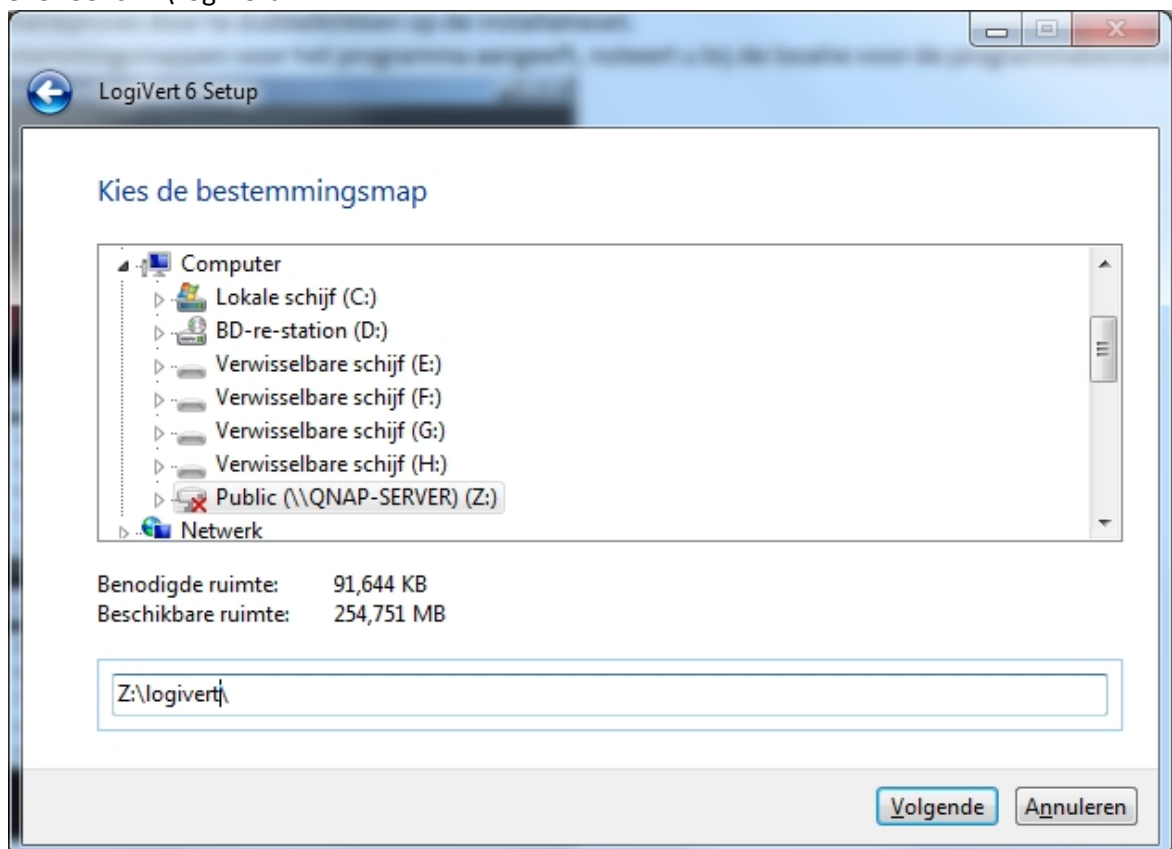 LogiVert 6 Setup
Kies de bestemmingsmap
Computer
Lokale schijf (C:)
BD-re-station (D:)
Verwisselbare schijf (E:)
Verwisselbare schijf (F:)
Verwisselbare schijf (G:)
Verwisselbare schijf (H:)
Public (\\QNAP-SERVER) (Z:)
Netwerk
Benodigde ruimte: 91,644 KB
Beschikbare ruimte: 254,751 MB
Z:\logivert\
Volgende Annuleren